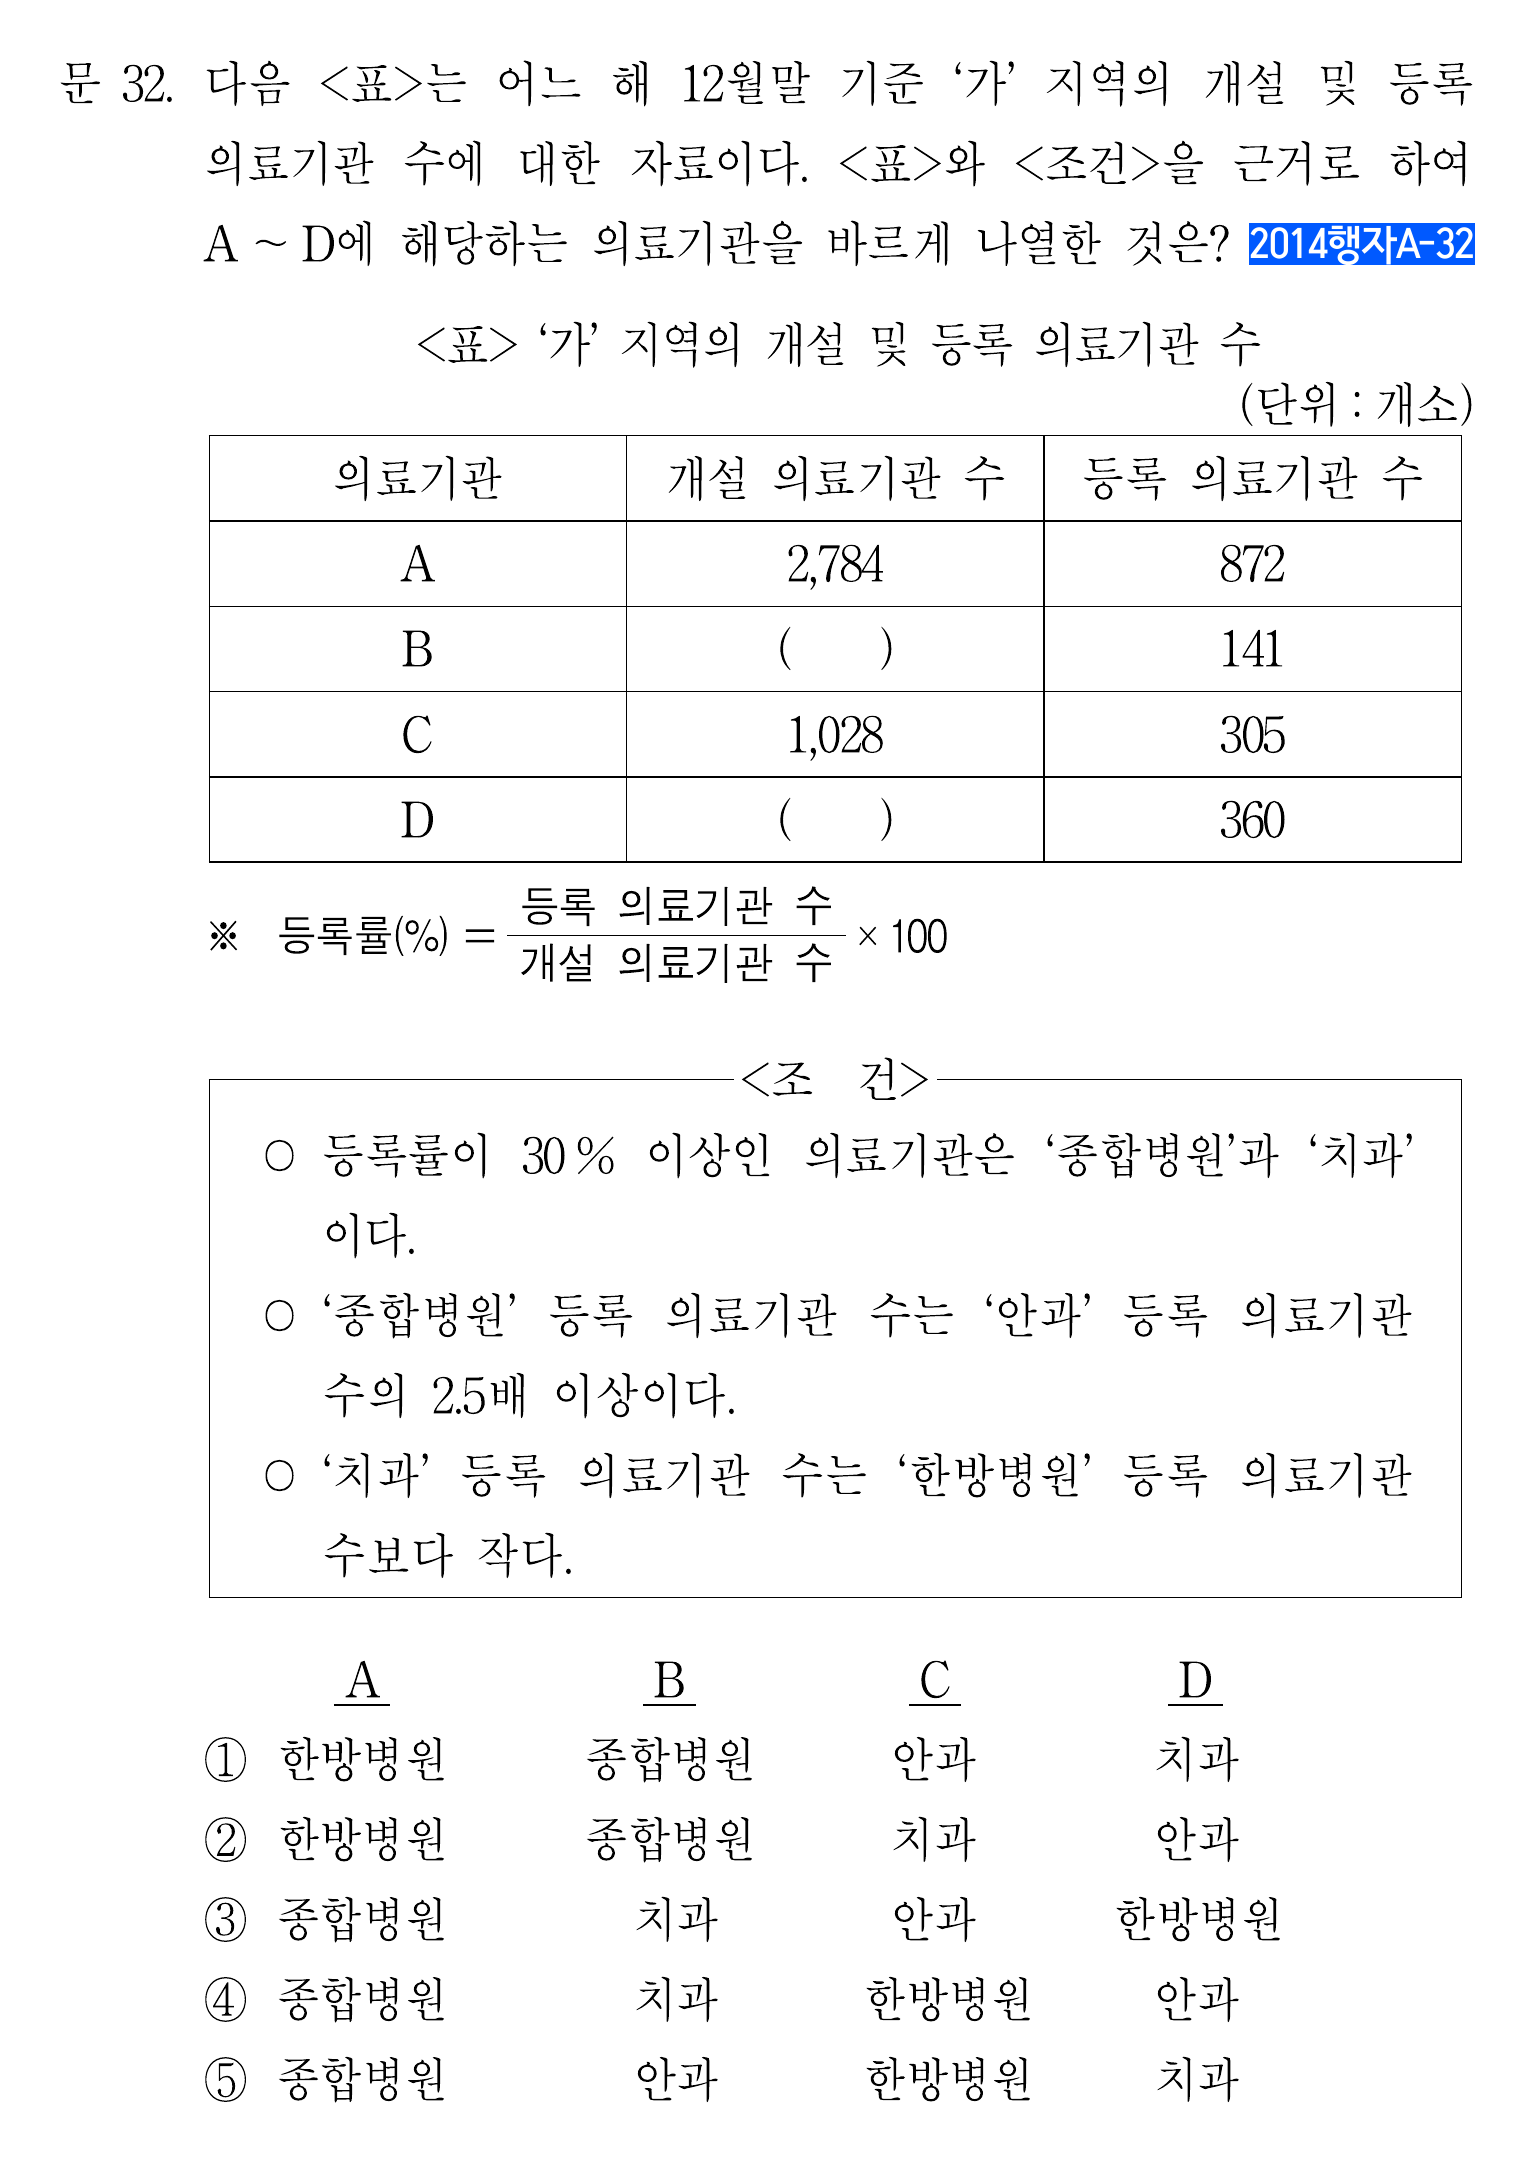 문 32. 다음 <표>는 어느 해 12월말 기준 ‘가’ 지역의 개설 및 등록
의료기관 수에 대한 자료이다. <표>와 <조건>을 근거로 하여
A ~ D에 해당하는 의료기관을 바르게 나열한 것은? 2014행자A-32
<표> ‘가’ 지역의 개설 및 등록 의료기관 수
(단위 : 개소)
의료기관 개설 의료기관 수 등록 의료기관 수
A 2,784 872
B ( ) 141
C 1,028 305
D ( ) 360
※ 등록률(%) = 등록 의료기관 수 / 개설 의료기관 수 × 100
<조 건>
○ 등록률이 30% 이상인 의료기관은 ‘종합병원’과 ‘치과’
이다.
○ ‘종합병원’ 등록 의료기관 수는 ‘안과’ 등록 의료기관
수의 2.5배 이상이다.
○ ‘치과’ 등록 의료기관 수는 ‘한방병원’ 등록 의료기관
수보다 작다.
A B C D
① 한방병원 종합병원 안과 치과
② 한방병원 종합병원 치과 안과
③ 종합병원 치과 안과 한방병원
④ 종합병원 치과 한방병원 안과
⑤ 종합병원 안과 한방병원 치과